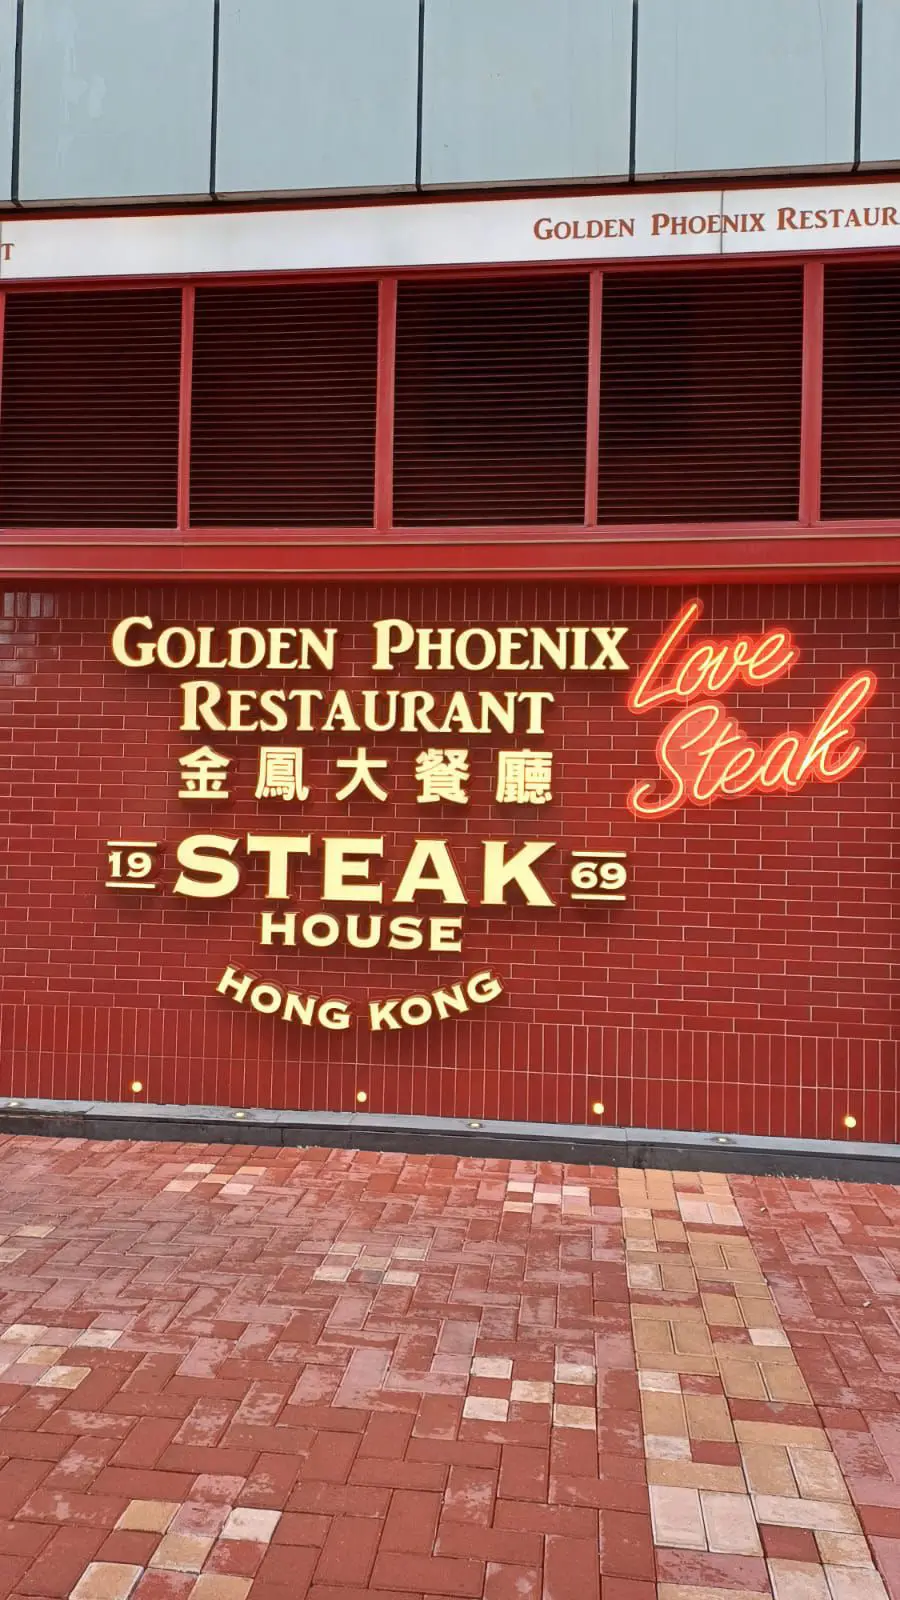 T
GOLDEN PHOENIX RESTAUR
GOLDEN PHOENIX
RESTAURANT
金鳳大餐廳
19 STEAK 69
HOUSE
HONG KONG
Love
Steak